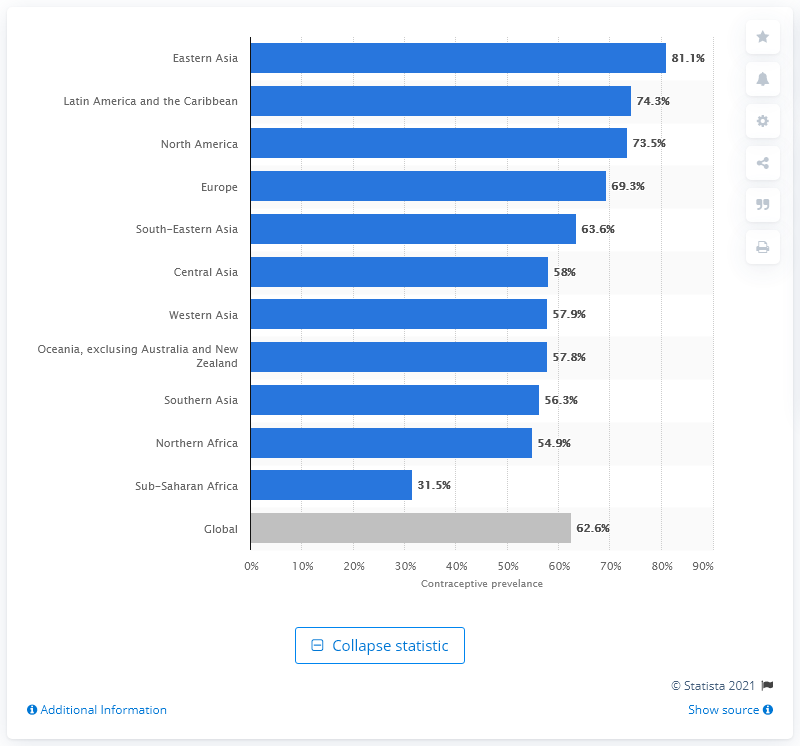 Eastern Asia 81.1%
Latin America and the Caribbean 74.3%
North America 73.5%
Europe 69.3%
South-Eastern Asia 63.6%
Central Asia 58%
Western Asia 57.9%
Oceania, exclusing Australia and New
Zealand 57.8%
Southern Asia 56.3%
Northern Africa 54.9%
Sub-Saharan Africa 31.5%
Global 62.6%
0% 10% 20% 30% 40% 50% 60% 70% 80% 90%
Contraceptive prevelance
Collapse statistic
© Statista 2021
Additional Information Show source